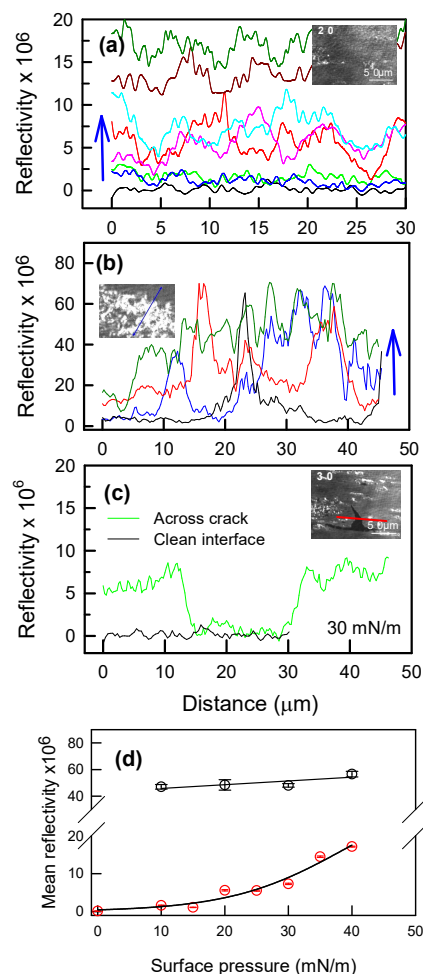 Reflectivity x 10⁶
20
15
10
5
0
(a)
2 0
5 0μm
0 5 10 15 20 25 30
Reflectivity x 10⁶
80
60
40
20
0
(b)
0 10 20 30 40 50
Reflectivity x 10⁶
20
15
10
5
0
(c)
3-0
5.0μm
Across crack
Clean interface
30 mN/m
0 10 20 30 40 50
Distance (μm)
Mean reflectivity x10⁶
80
60
40
20
10
0
(d)
0 10 20 30 40 50
Surface pressure (mN/m)